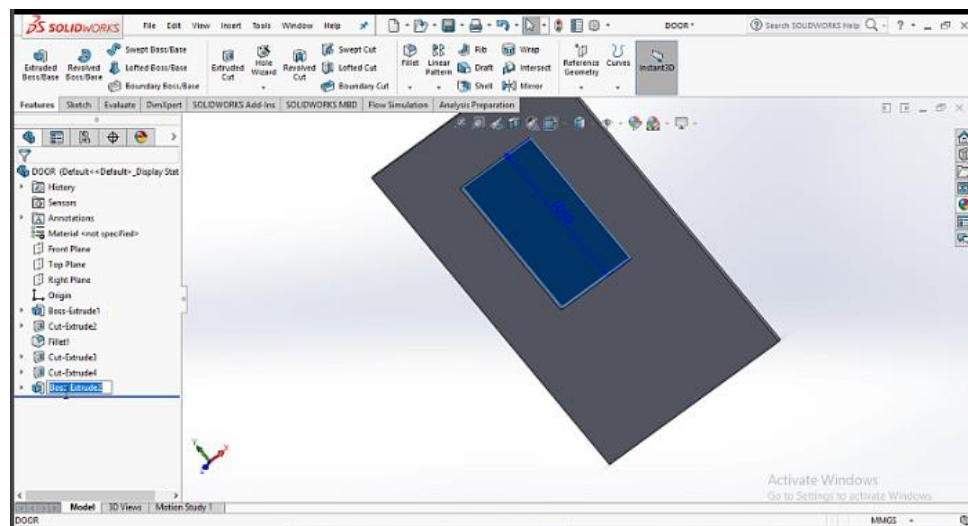 SOLIDWORKS File Edit View Insert Tools Window Help DOOR * Search SOLIDWORKS Help
Extruded Boss/Base
Revolved Boss/Base
Swept Boss/Base
Lofted Boss/Base
Boundary Boss/Base
Extruded Cut
Hole Wizard
Revolved Cut
Swept Cut
Lofted Cut
Boundary Cut
Fillet
Linear Pattern
Rib
Draft
Shell
Wrap
Intersect
Mirror
Reference Geometry
Curves
Instant3D
Features Sketch Evaluate DimXpert SOLIDWORKS Add-Ins SOLIDWORKS MBD Flow Simulation Analysis Preparation
DOOR (Default<<Default>_Display Stat
History
Sensors
Annotations
Material <not specified>
Front Plane
Top Plane
Right Plane
Origin
Boss-Extrude1
Cut-Extrude2
Fillet1
Cut-Extrude3
Cut-Extrude4
Activate Windows
Go to Settings to activate Windows.
Model 3D Views Motion Study 1
DOOR MMGS